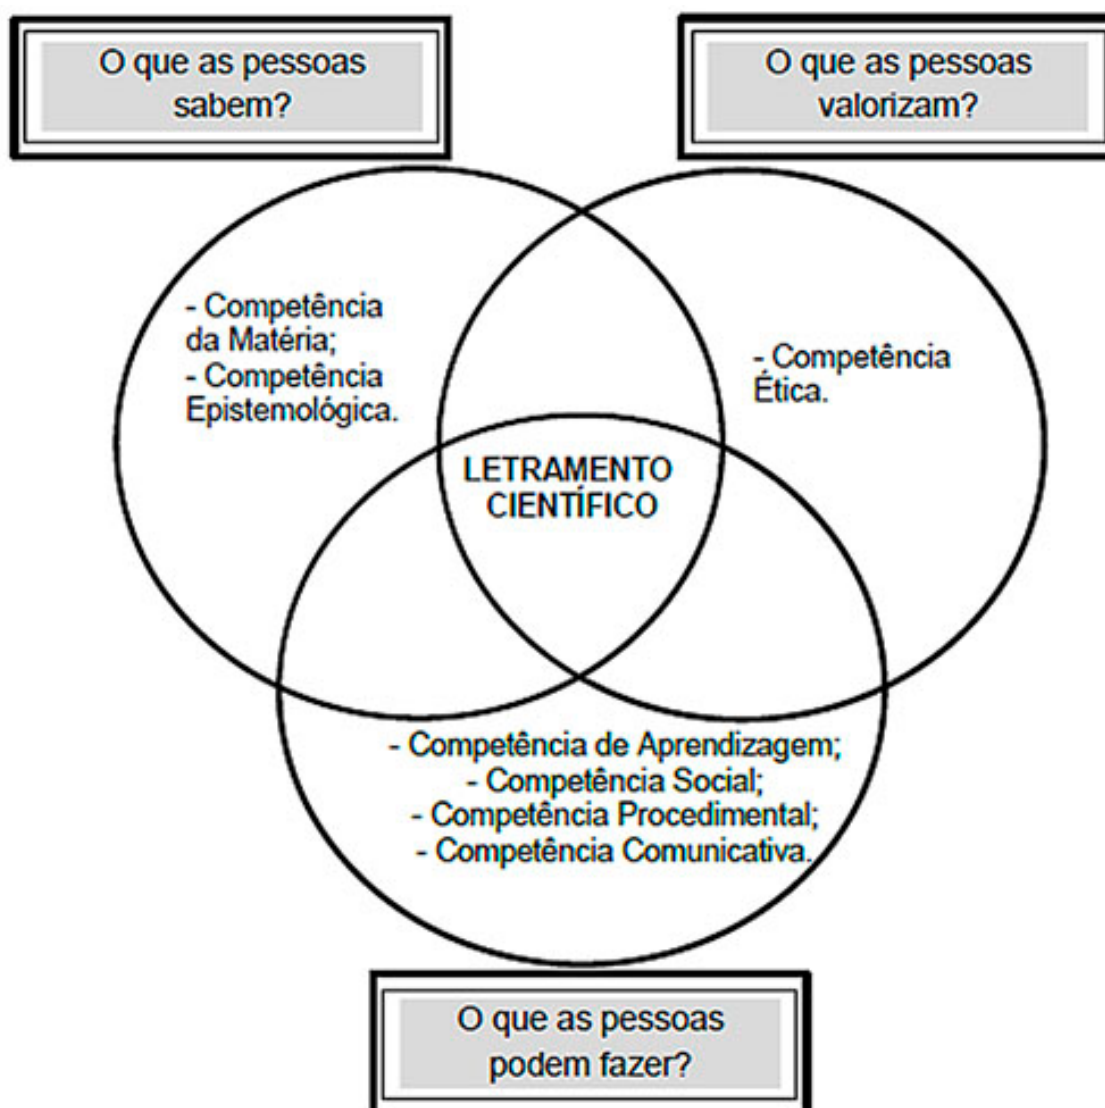 O que as pessoas
sabem?
O que as pessoas
valorizam?
- Competência
da Matéria;
- Competência
Epistemológica.
- Competência
Ética.
LETRAMENTO
CIENTÍFICO
- Competência de Aprendizagem;
- Competência Social;
- Competência Procedimental;
- Competência Comunicativa.
O que as pessoas
podem fazer?